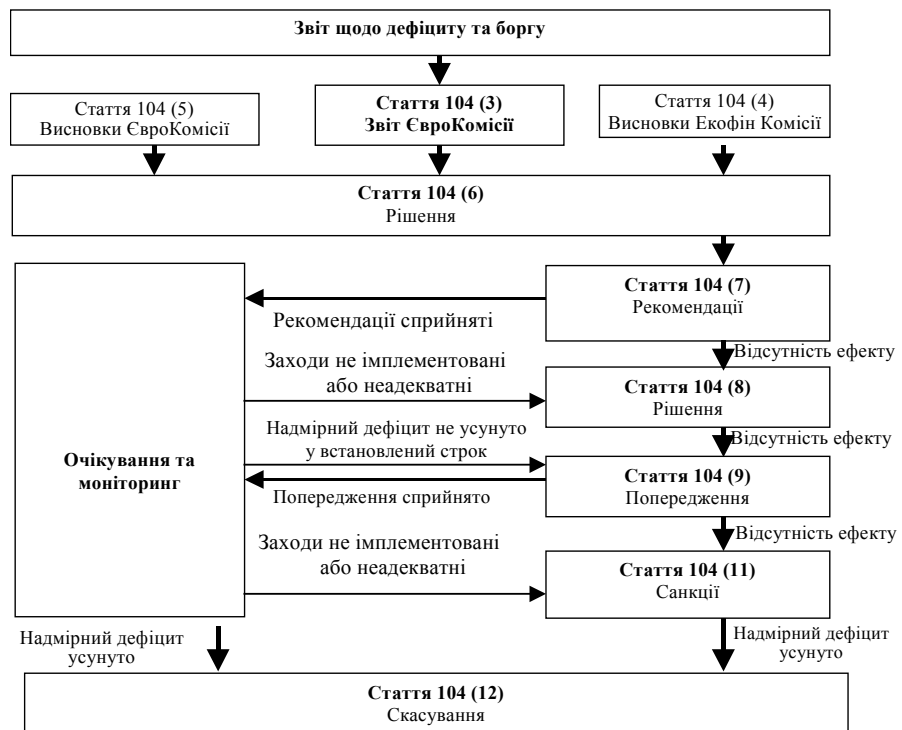 Звіт щодо дефіциту та боргу
Стаття 104 (5)
Висновки ЄвроКомісії
Стаття 104 (3)
Звіт ЄвроКомісії
Стаття 104 (4)
Висновки Екофін Комісії
Стаття 104 (6)
Рішення
Стаття 104 (7)
Рекомендації
Рекомендації сприйняті
Відсутність ефекту
Заходи не імплементовані
або неадекватні
Стаття 104 (8)
Рішення
Надмірний дефіцит не усунуто
у встановлений строк
Відсутність ефекту
Очікування та
моніторинг
Стаття 104 (9)
Попередження
Попередження сприйнято
Відсутність ефекту
Заходи не імплементовані
або неадекватні
Стаття 104 (11)
Санкції
Надмірний дефіцит
усунуто
Надмірний дефіцит
усунуто
Стаття 104 (12)
Скасування